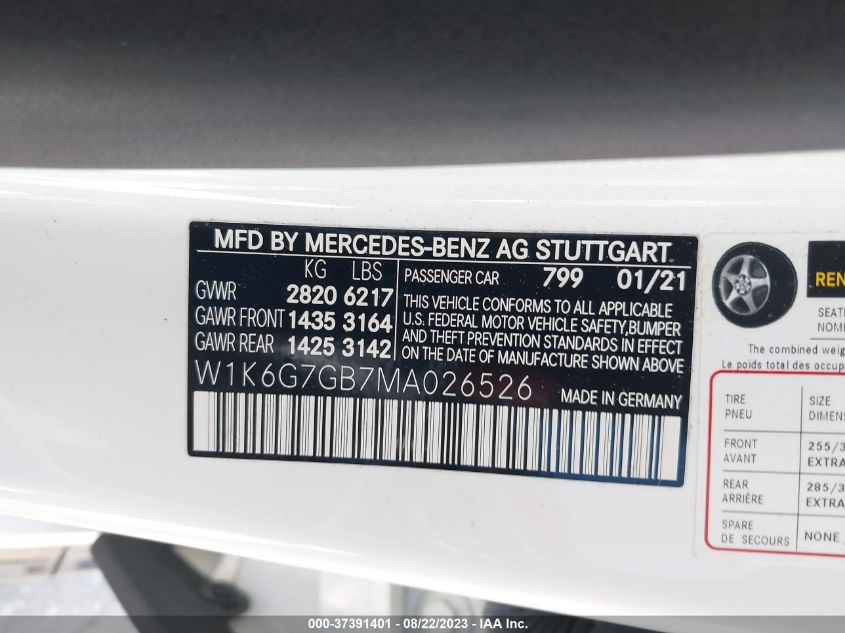 MFD BY MERCEDES-BENZ AG STUTTGART
KG LBS
GVWR 2820 6217
GAWR FRONT 1435 3164
GAWR REAR 1425 3142
PASSENGER CAR 799 01/21
THIS VEHICLE CONFORMS TO ALL APPLICABLE
U.S. FEDERAL MOTOR VEHICLE SAFETY, BUMPER
AND THEFT PREVENTION STANDARDS IN EFFECT
ON THE DATE OF MANUFACTURE SHOWN ABOVE
W1K6G7GB7MA026526 MADE IN GERMANY
REN
SEATI
NOMB
The combined weig
Le poids total des occup
TIRE SIZE
PNEU DIMENS
FRONT 255/3
AVANT EXTRA
REAR 285/3
ARRIÈRE EXTRA
SPARE NONE
DE SECOURS
000-37391401 - 08/22/2023 - IAA Inc.